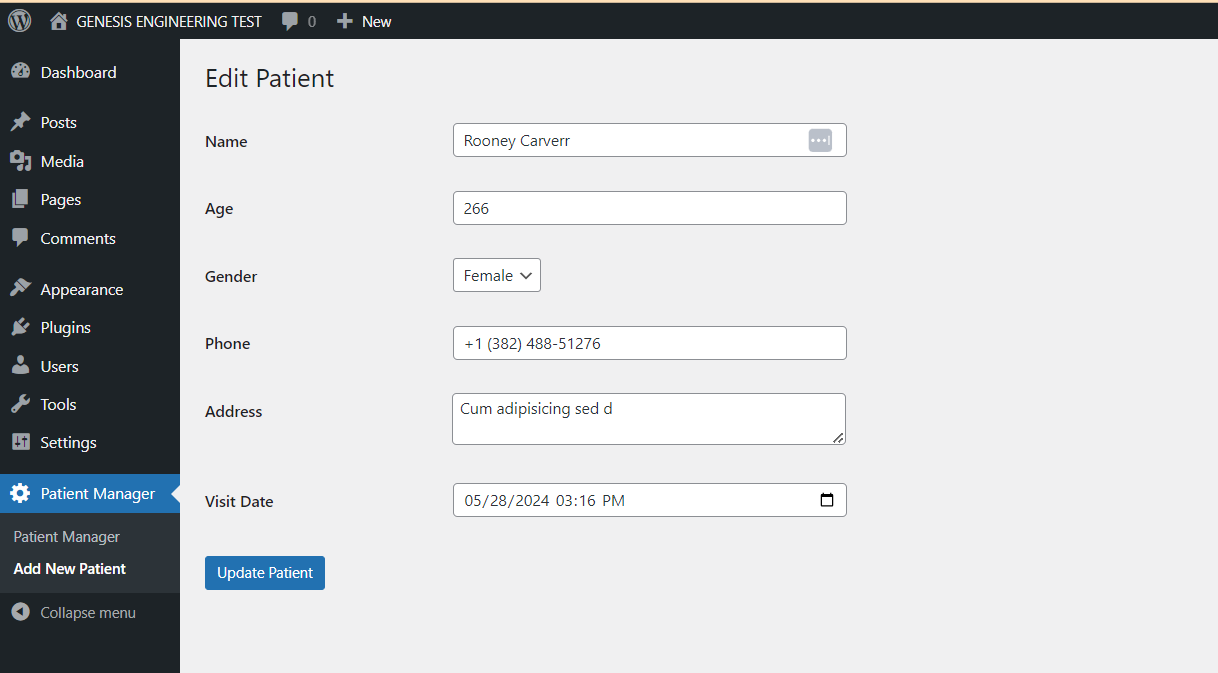 GENESIS ENGINEERING TEST 0 New
Dashboard
Posts
Media
Pages
Comments
Appearance
Plugins
Users
Tools
Settings
Patient Manager
Patient Manager
Add New Patient
Collapse menu
Edit Patient
Name
Rooney Carverr
Age
266
Gender
Female
Phone
+1 (382) 488-51276
Address
Cum adipisicing sed d
Visit Date
05/28/2024 03:16 PM
Update Patient